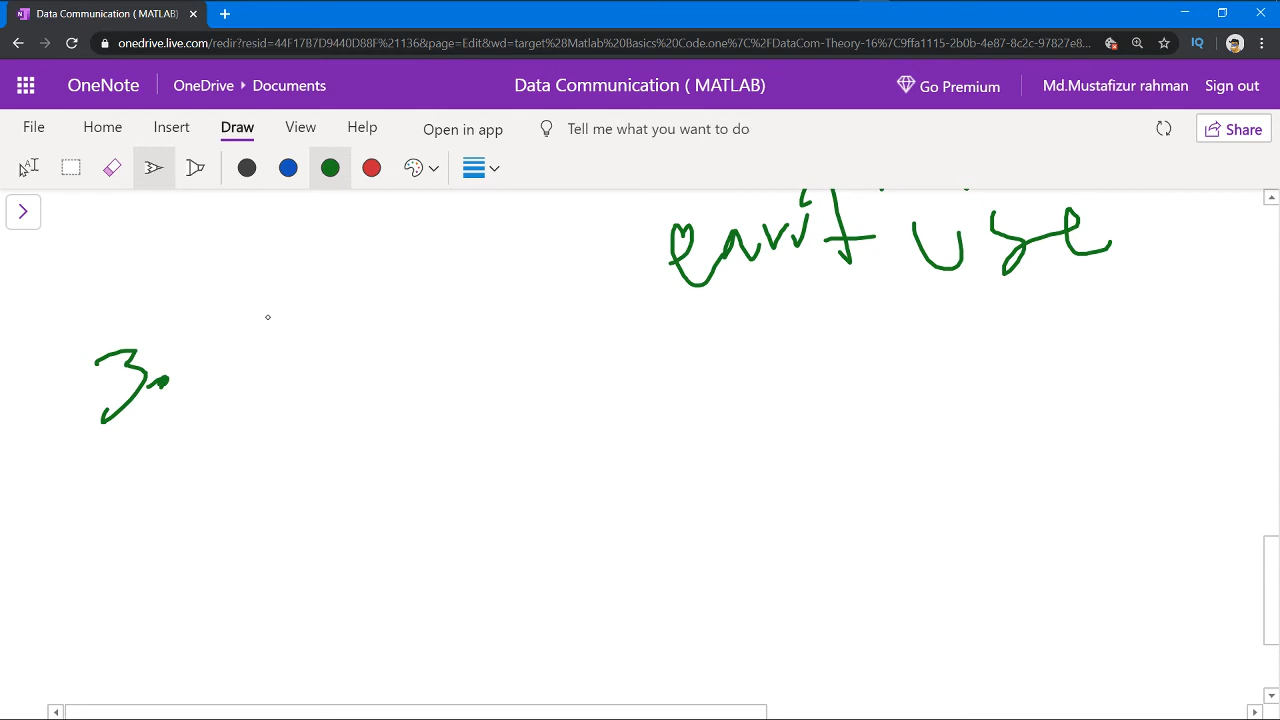 Data Communication ( MATLAB)
onedrive.live.com/redir?resid=44F17B7D9440D88F%21136&page=Edit&wd=target%28Matlab%20Basics%20Code.one%7C%2FDataCom-Theory-16%7C9ffa1115-2b0b-4e87-8c2c-97827e8...
OneNote OneDrive Documents Data Communication ( MATLAB) Go Premium Md.Mustafizur rahman Sign out
File Home Insert Draw View Help Open in app Tell me what you want to do Share
use
3.